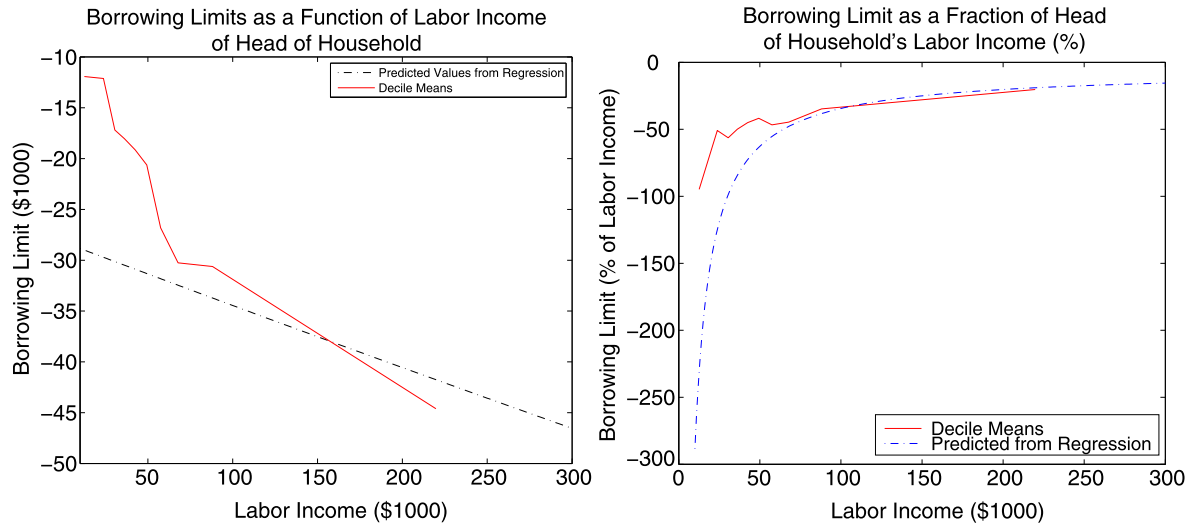 Borrowing Limits as a Function of Labor Income
of Head of Household
−10
−15
−20
−25
−30
−35
−40
−45
−50
Borrowing Limit ($1000)
Predicted Values from Regression
Decile Means
50
100
150
200
250
300
Labor Income ($1000)
Borrowing Limit as a Fraction of Head
of Household's Labor Income (%)
0
−50
−100
−150
−200
−250
−300
Borrowing Limit (% of Labor Income)
Decile Means
Predicted from Regression
0
50
100
150
200
250
300
Labor Income ($1000)